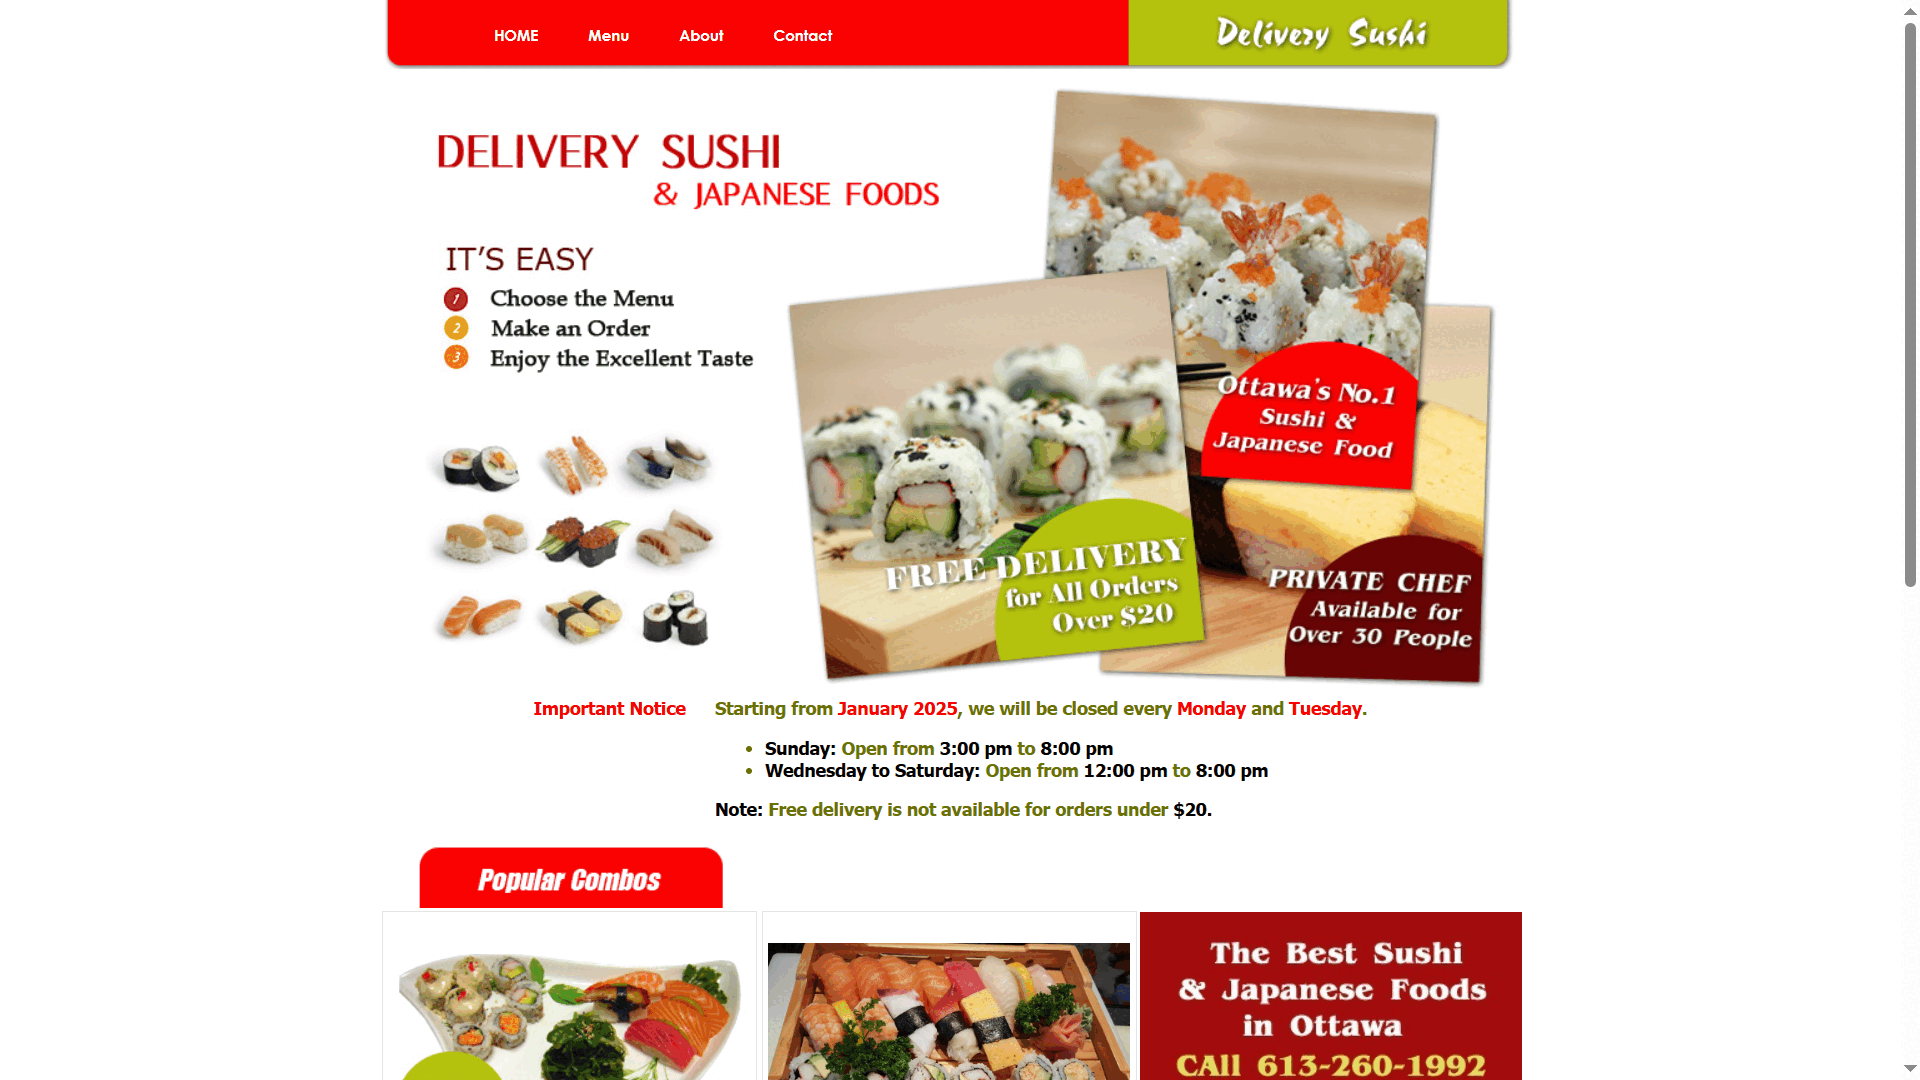 HOME Menu About Contact
Delivery Sushi
DELIVERY SUSHI
& JAPANESE FOODS
IT'S EASY
1 Choose the Menu
2 Make an Order
3 Enjoy the Excellent Taste
Ottawa's No.1
Sushi &
Japanese Food
FREE DELIVERY
for All Orders
Over $20
PRIVATE CHEF
Available for
Over 30 People
Important Notice Starting from January 2025, we will be closed every Monday and Tuesday.
• Sunday: Open from 3:00 pm to 8:00 pm
• Wednesday to Saturday: Open from 12:00 pm to 8:00 pm
Note: Free delivery is not available for orders under $20.
Popular Combos
The Best Sushi
& Japanese Foods
in Ottawa
CAll 613-260-1992